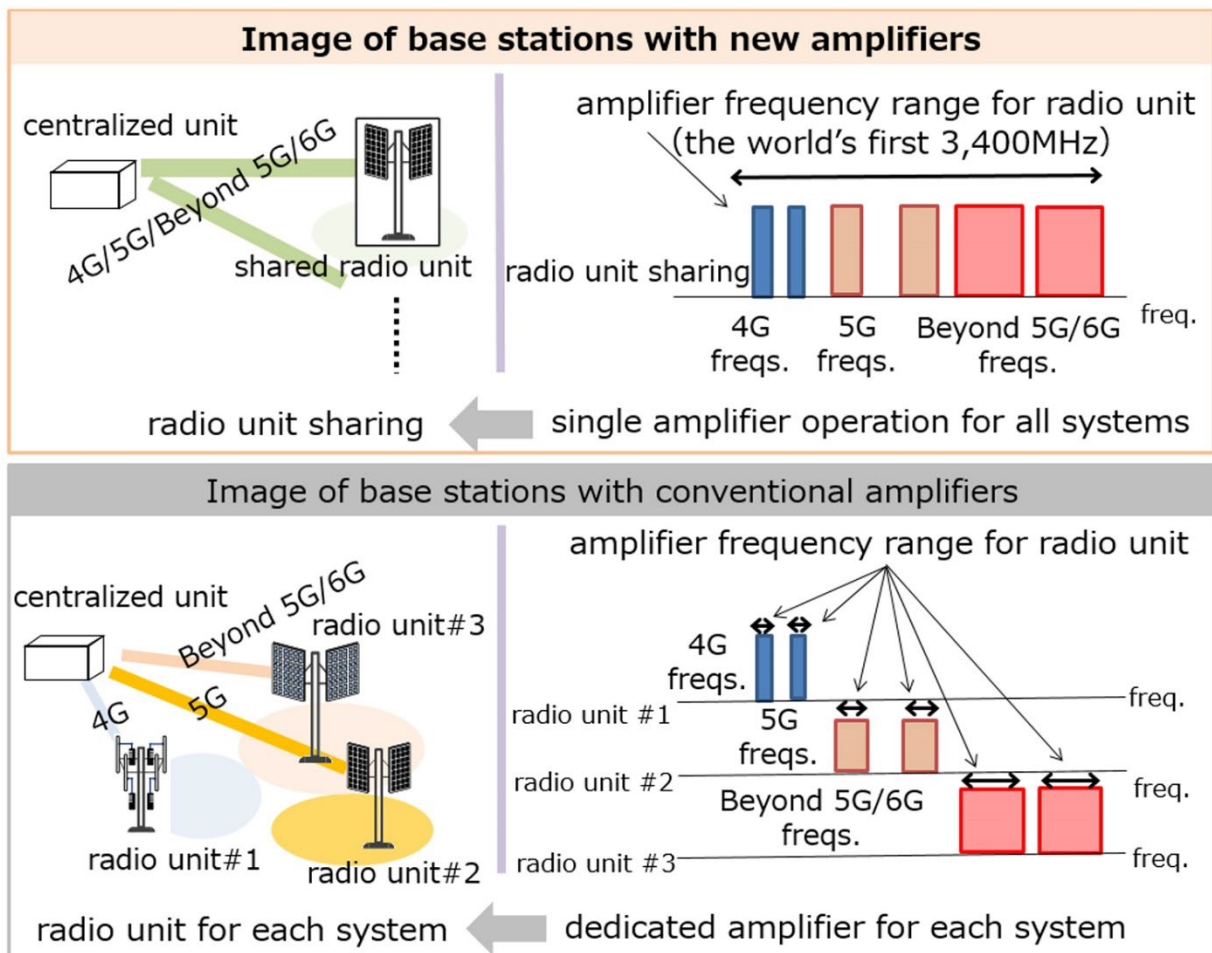 Image of base stations with new amplifiers
centralized unit
4G/5G/Beyond 5G/6G
shared radio unit
amplifier frequency range for radio unit
(the world's first 3,400MHz)
radio unit sharing
freq.
4G
freqs.
5G
freqs.
Beyond 5G/6G
freqs.
radio unit sharing
single amplifier operation for all systems
Image of base stations with conventional amplifiers
centralized unit
Beyond 5G/6G
radio unit#3
4G
5G
radio unit#1
radio unit#2
amplifier frequency range for radio unit
4G
freqs.
radio unit #1
freq.
5G
freqs.
radio unit #2
freq.
Beyond 5G/6G
freqs.
radio unit #3
freq.
radio unit for each system
dedicated amplifier for each system